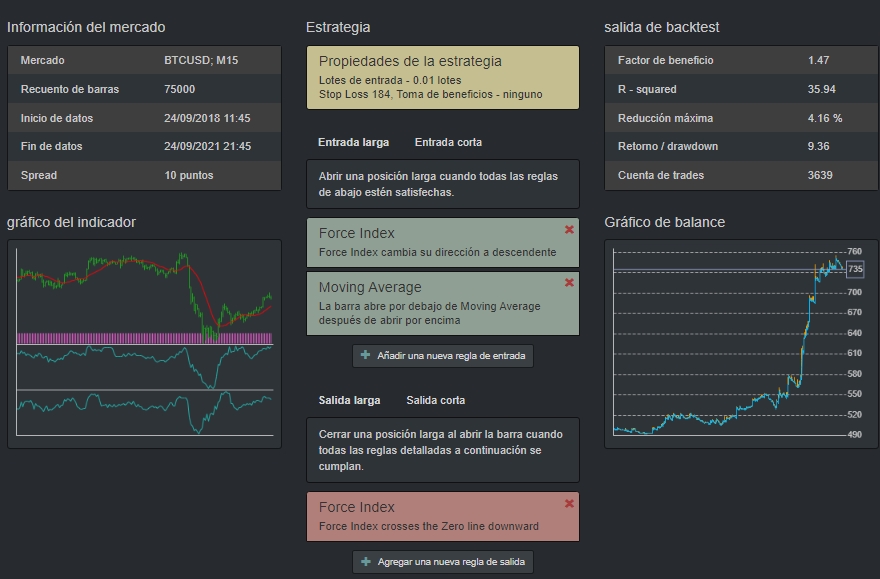 Información del mercado
Mercado BTCUSD; M15
Recuento de barras 75000
Inicio de datos 24/09/2018 11:45
Fin de datos 24/09/2021 21:45
Spread 10 puntos
gráfico del indicador
Estrategia
Propiedades de la estrategia
Lotes de entrada - 0.01 lotes
Stop Loss 184, Toma de beneficios - ninguno
Entrada larga Entrada corta
Abrir una posición larga cuando todas las reglas
de abajo estén satisfechas.
Force Index
Force Index cambia su dirección a descendente
Moving Average
La barra abre por debajo de Moving Average
después de abrir por encima
Añadir una nueva regla de entrada
Salida larga Salida corta
Cerrar una posición larga al abrir la barra cuando
todas las reglas detalladas a continuación se
cumplan.
Force Index
Force Index crosses the Zero line downward
Agregar una nueva regla de salida
salida de backtest
Factor de beneficio 1.47
R - squared 35.94
Reducción máxima 4.16 %
Retorno / drawdown 9.36
Cuenta de trades 3639
Gráfico de balance
760
735
700
670
640
610
580
550
520
490